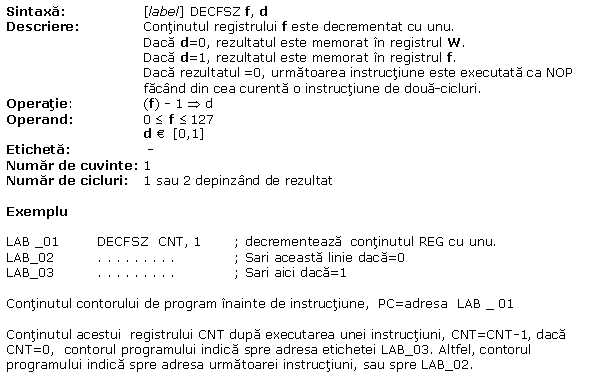 Sintaxă: [label] DECFSZ f, d
Descriere: Conţinutul registrului f este decrementat cu unu.
Dacă d=0, rezultatul este memorat în registrul W.
Dacă d=1, rezultatul este memorat în registrul f.
Dacă rezultatul =0, următoarea instrucţiune este executată ca NOP
făcând din cea curentă o instrucţiune de două-cicluri.
Operaţie: (f) - 1 ⇒ d
Operand: 0 ≤ f ≤ 127
d € [0,1]
Etichetă: -
Număr de cuvinte: 1
Număr de cicluri: 1 sau 2 depinzând de rezultat
Exemplu
LAB _01 DECFSZ CNT, 1 ; decrementează conţinutul REG cu unu.
LAB_02 . . . . . . . . . ; Sari această linie dacă=0
LAB_03 . . . . . . . . . ; Sari aici dacă=1
Conţinutul contorului de program înainte de instrucţiune, PC=adresa LAB _ 01
Conţinutul acestui registrului CNT după executarea unei instrucţiuni, CNT=CNT-1, dacă
CNT=0, contorul programului indică spre adresa etichetei LAB_03. Altfel, contorul
programului indică spre adresa următoarei instrucţiuni, sau spre LAB_02.